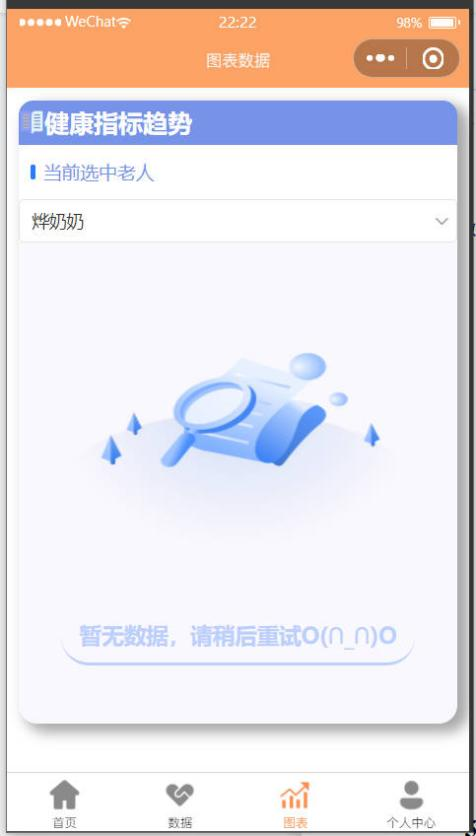 WeChat
22:22
98%
图表数据
健康指标趋势
当前选中老人
烨奶奶
暂无数据，请稍后重试O(∩_∩)O
首页
数据
图表
个人中心